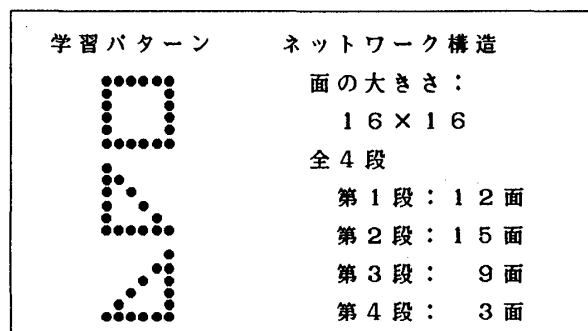 学習パターン
ネットワーク構造
面の大きさ:
16×16
全4段
第1段:12面
第2段:15面
第3段: 9面
第4段: 3面